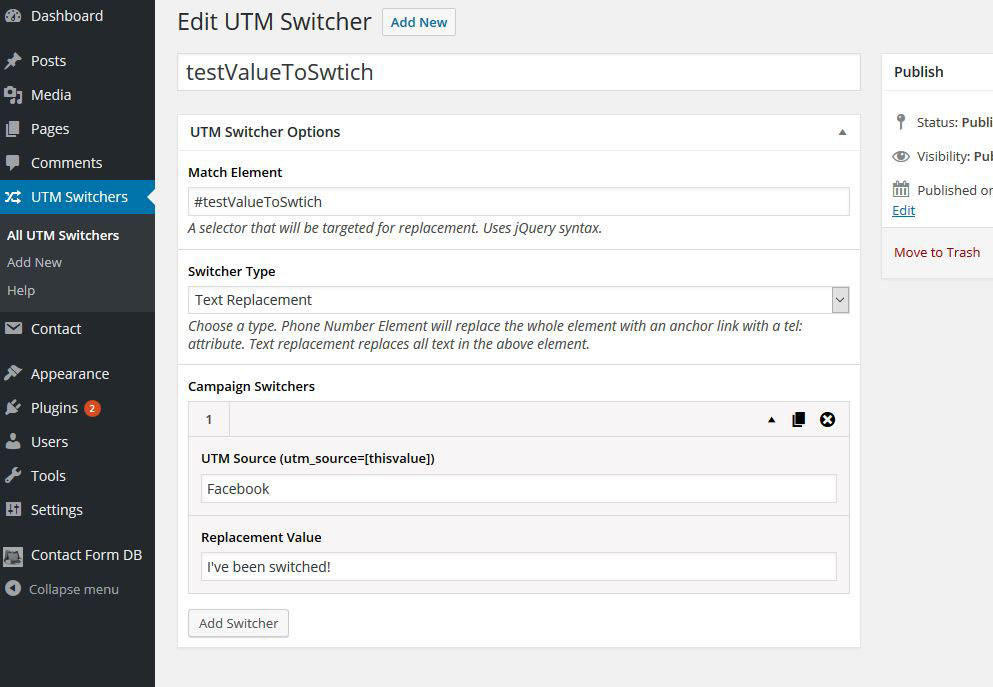 Dashboard
Posts
Media
Pages
Comments
UTM Switchers
All UTM Switchers
Add New
Help
Contact
Appearance
Plugins 2
Users
Tools
Settings
Contact Form DB
Collapse menu
Edit UTM Switcher Add New
testValueToSwtich
UTM Switcher Options
Match Element
#testValueToSwtich
A selector that will be targeted for replacement. Uses jQuery syntax.
Switcher Type
Text Replacement
Choose a type. Phone Number Element will replace the whole element with an anchor link with a tel:
attribute. Text replacement replaces all text in the above element.
Campaign Switchers
1
UTM Source (utm_source=[thisvalue])
Facebook
Replacement Value
I've been switched!
Add Switcher
Publish
Status: Publi
Visibility: Pul
Published on
Edit
Move to Trash